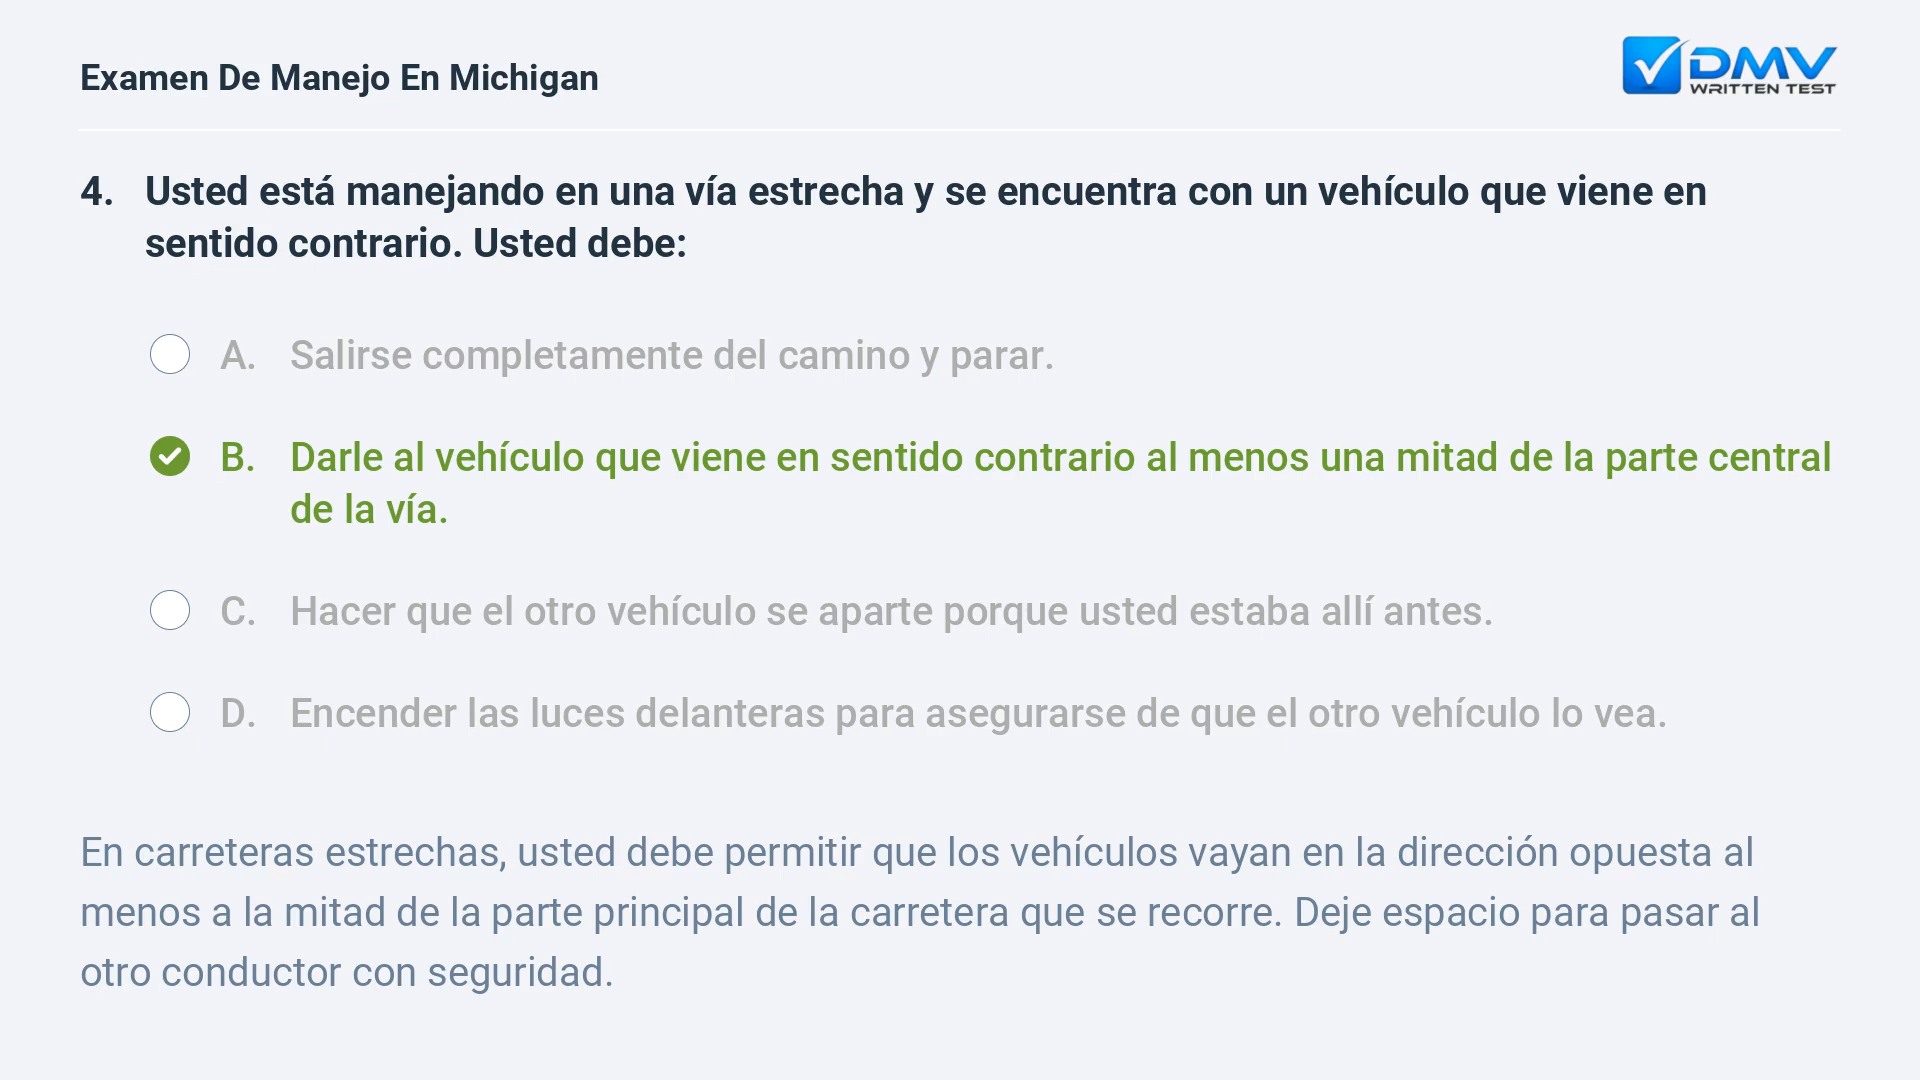 Examen De Manejo En Michigan
DMV
WRITTEN TEST
4. Usted está manejando en una vía estrecha y se encuentra con un vehículo que viene en
sentido contrario. Usted debe:
A. Salirse completamente del camino y parar.
B. Darle al vehículo que viene en sentido contrario al menos una mitad de la parte central
de la vía.
C. Hacer que el otro vehículo se aparte porque usted estaba allí antes.
D. Encender las luces delanteras para asegurarse de que el otro vehículo lo vea.
En carreteras estrechas, usted debe permitir que los vehículos vayan en la dirección opuesta al
menos a la mitad de la parte principal de la carretera que se recorre. Deje espacio para pasar al
otro conductor con seguridad.